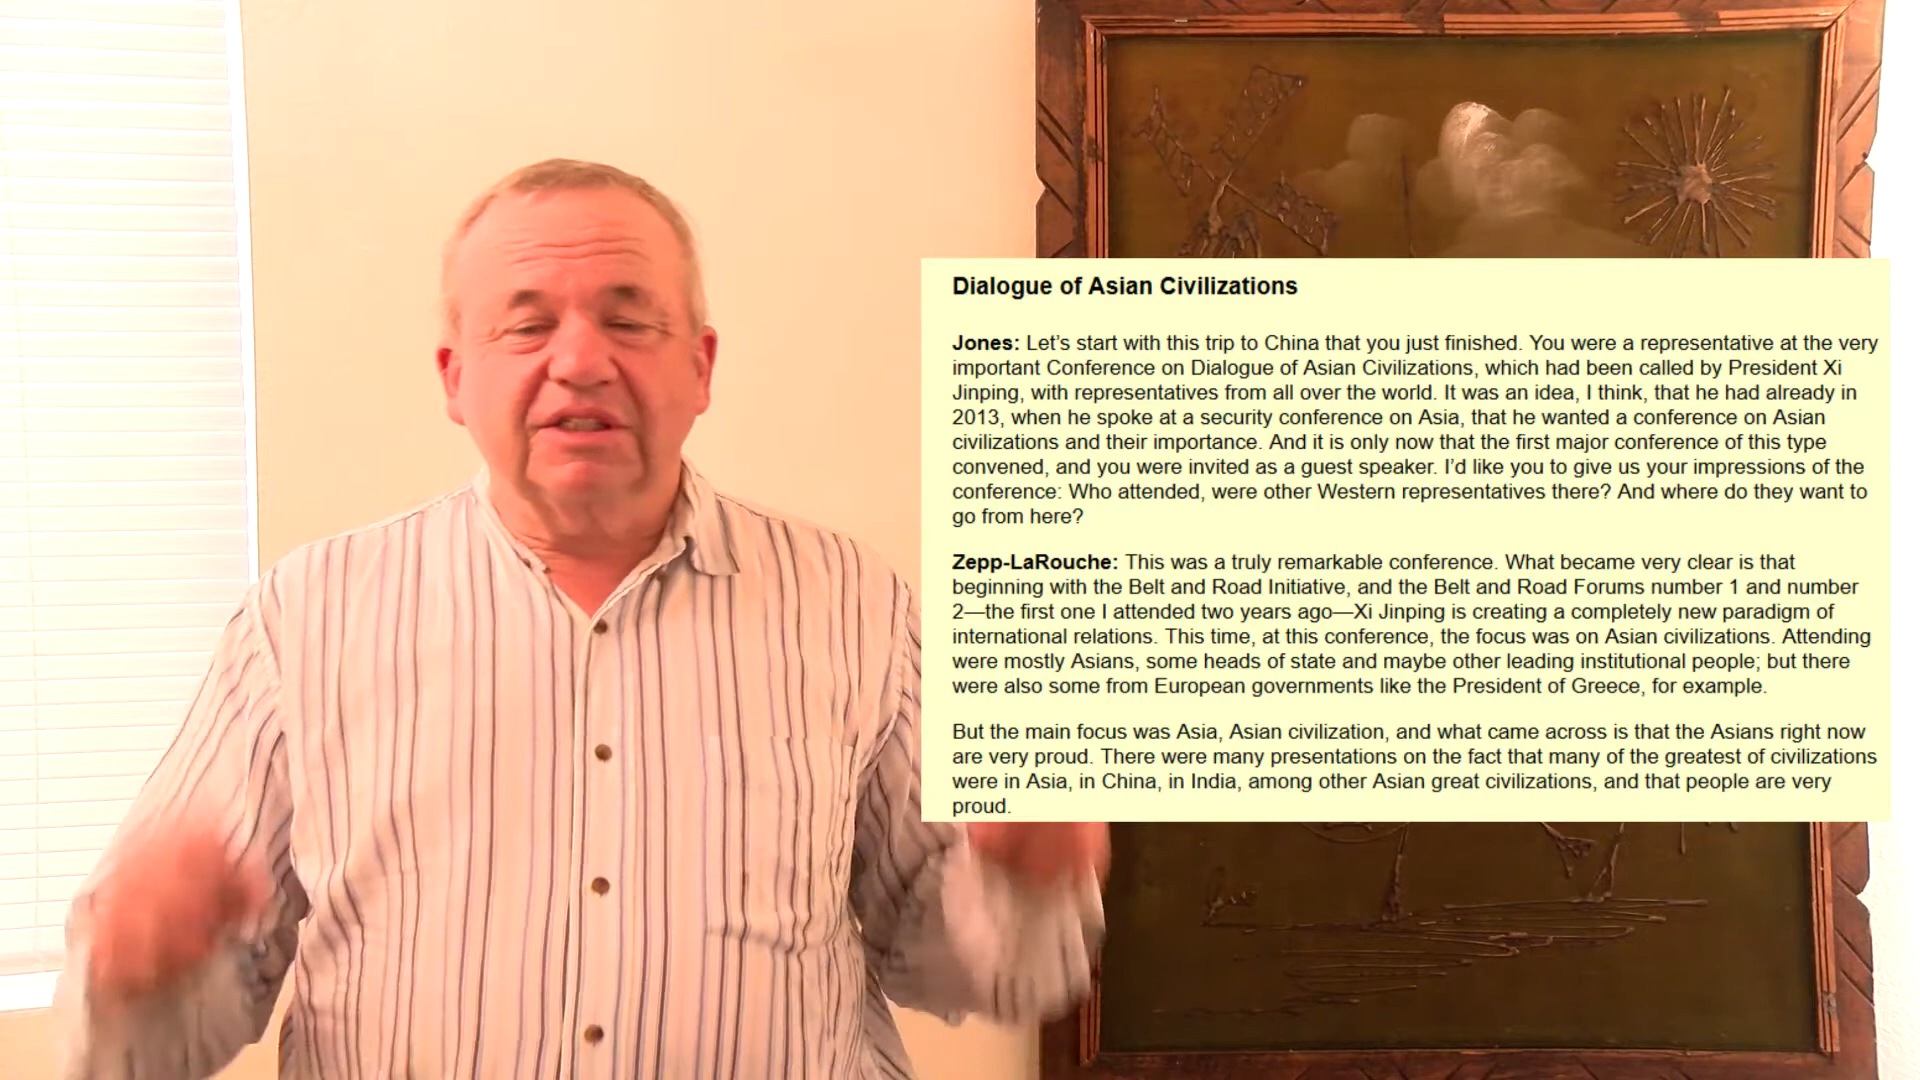 Dialogue of Asian Civilizations
Jones: Let’s start with this trip to China that you just finished. You were a representative at the very
important Conference on Dialogue of Asian Civilizations, which had been called by President Xi
Jinping, with representatives from all over the world. It was an idea, I think, that he had already in
2013, when he spoke at a security conference on Asia, that he wanted a conference on Asian
civilizations and their importance. And it is only now that the first major conference of this type
convened, and you were invited as a guest speaker. I’d like you to give us your impressions of the
conference: Who attended, were other Western representatives there? And where do they want to
go from here?
Zepp-LaRouche: This was a truly remarkable conference. What became very clear is that
beginning with the Belt and Road Initiative, and the Belt and Road Forums number 1 and number
2—the first one I attended two years ago—Xi Jinping is creating a completely new paradigm of
international relations. This time, at this conference, the focus was on Asian civilizations. Attending
were mostly Asians, some heads of state and maybe other leading institutional people; but there
were also some from European governments like the President of Greece, for example.
But the main focus was Asia, Asian civilization, and what came across is that the Asians right now
are very proud. There were many presentations on the fact that many of the greatest of civilizations
were in Asia, in China, in India, among other Asian great civilizations, and that people are very
proud.